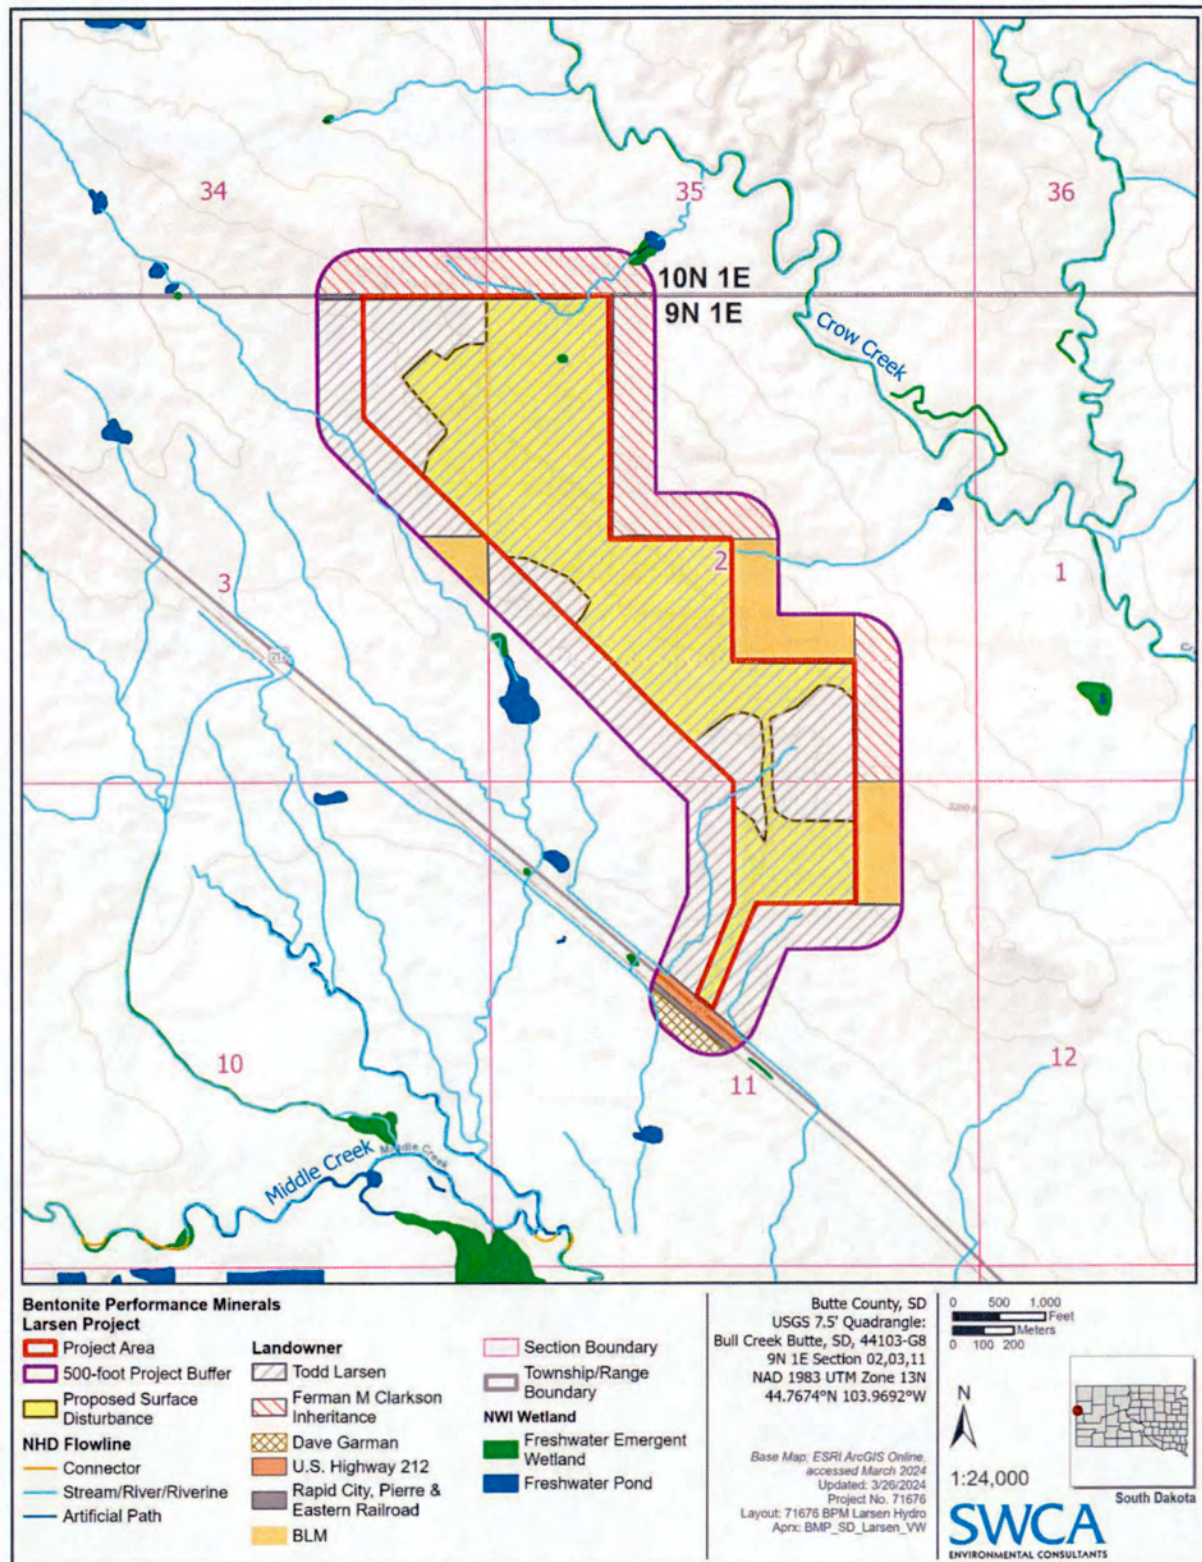 34
35
36
10N 1E
9N 1E
Crow Creek
3
2
1
10
11
12
Middle Creek
Middle Creek
Bentonite Performance Minerals
Larsen Project
Project Area
500-foot Project Buffer
Proposed Surface
Disturbance
NHD Flowline
Connector
Stream/River/Riverine
Artificial Path
Landowner
Todd Larsen
Ferman M Clarkson
Inheritance
Dave Garman
U.S. Highway 212
Rapid City, Pierre &
Eastern Railroad
BLM
Section Boundary
Township/Range
Boundary
NWI Wetland
Freshwater Emergent
Wetland
Freshwater Pond
Butte County, SD
USGS 7.5' Quadrangle:
Bull Creek Butte, SD, 44103-G8
9N 1E Section 02,03,11
NAD 1983 UTM Zone 13N
44.7674°N 103.9692°W
Base Map: ESRI ArcGIS Online,
accessed March 2024
Updated: 3/26/2024
Project No. 71676
Layout: 71676 BPM Larsen Hydro
Aprx: BMP_SD_Larsen_VW
0 500 1,000
Feet
Meters
0 100 200
N
1:24,000
South Dakota
SWCA
ENVIRONMENTAL CONSULTANTS